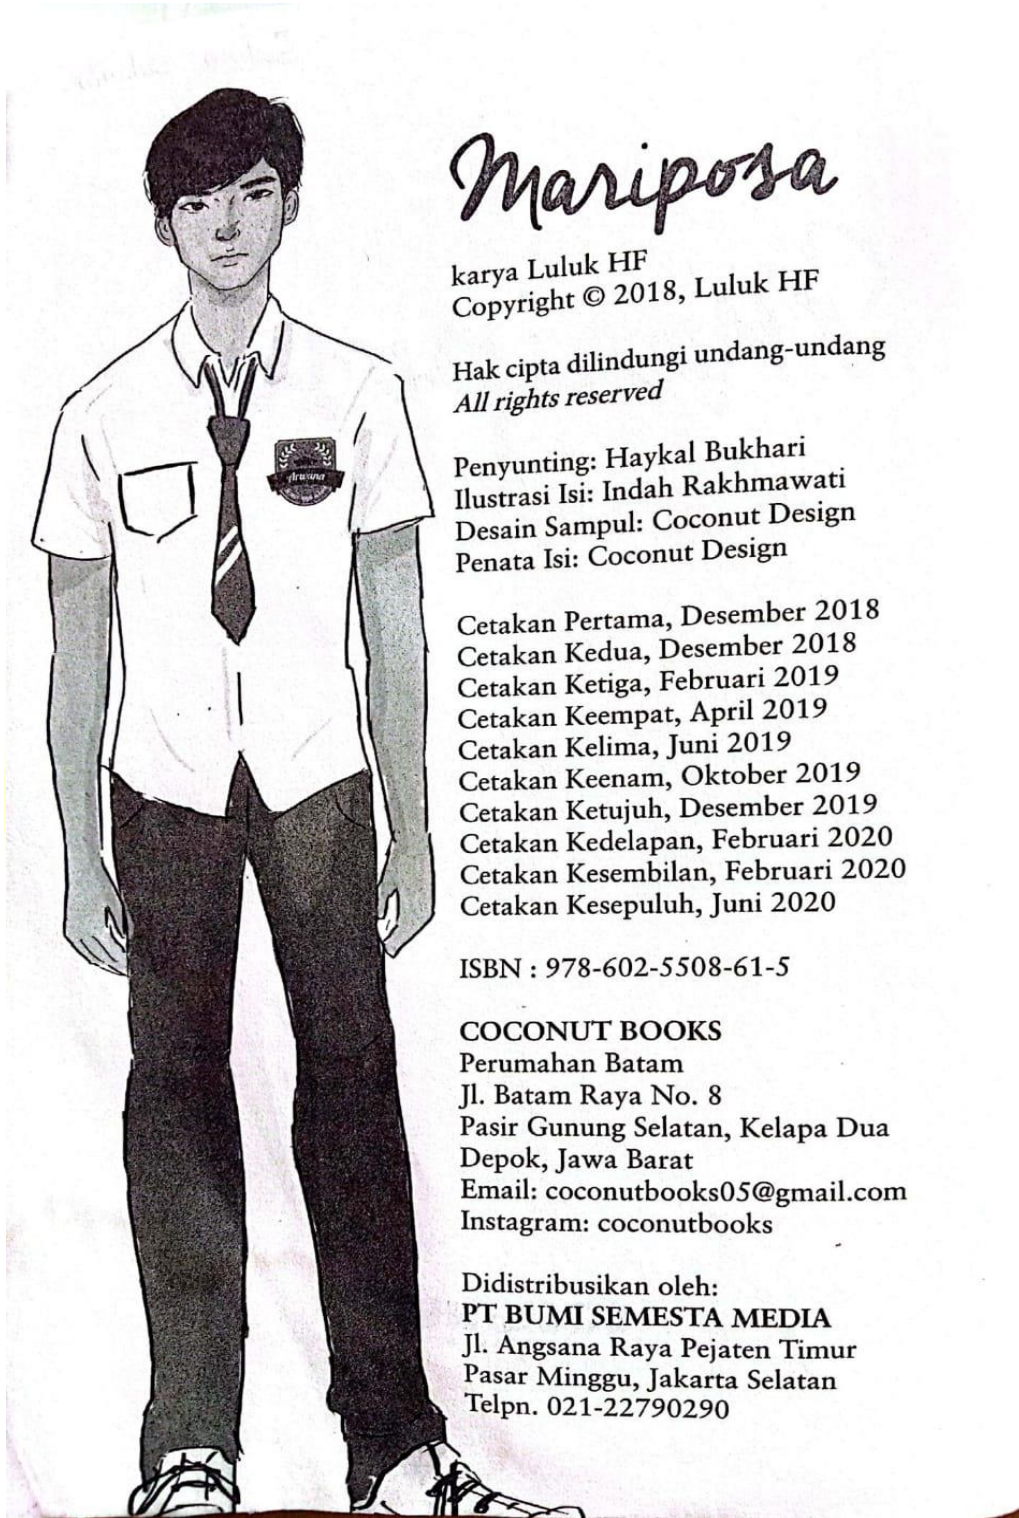 Mariposa
karya Luluk HF
Copyright © 2018, Luluk HF
Hak cipta dilindungi undang-undang
All rights reserved
Arwana
Penyunting: Haykal Bukhari
Ilustrasi Isi: Indah Rakhmawati
Desain Sampul: Coconut Design
Penata Isi: Coconut Design
Cetakan Pertama, Desember 2018
Cetakan Kedua, Desember 2018
Cetakan Ketiga, Februari 2019
Cetakan Keempat, April 2019
Cetakan Kelima, Juni 2019
Cetakan Keenam, Oktober 2019
Cetakan Ketujuh, Desember 2019
Cetakan Kedelapan, Februari 2020
Cetakan Kesembilan, Februari 2020
Cetakan Kesepuluh, Juni 2020
ISBN : 978-602-5508-61-5
COCONUT BOOKS
Perumahan Batam
Jl. Batam Raya No. 8
Pasir Gunung Selatan, Kelapa Dua
Depok, Jawa Barat
Email: coconutbooks05@gmail.com
Instagram: coconutbooks
Didistribusikan oleh:
PT BUMI SEMESTA MEDIA
Jl. Angsana Raya Pejaten Timur
Pasar Minggu, Jakarta Selatan
Telpn. 021-22790290